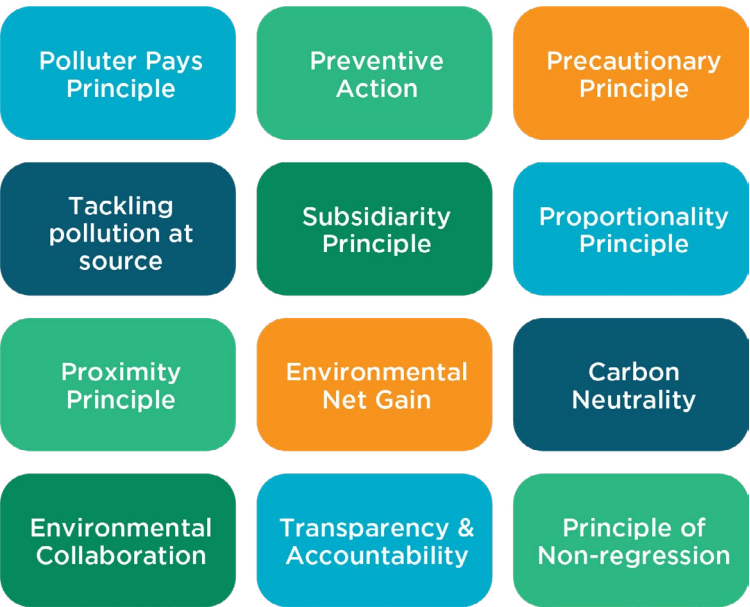 Polluter Pays
Principle
Preventive
Action
Precautionary
Principle
Tackling
pollution at
source
Subsidiarity
Principle
Proportionality
Principle
Proximity
Principle
Environmental
Net Gain
Carbon
Neutrality
Environmental
Collaboration
Transparency &
Accountability
Principle of
Non-regression